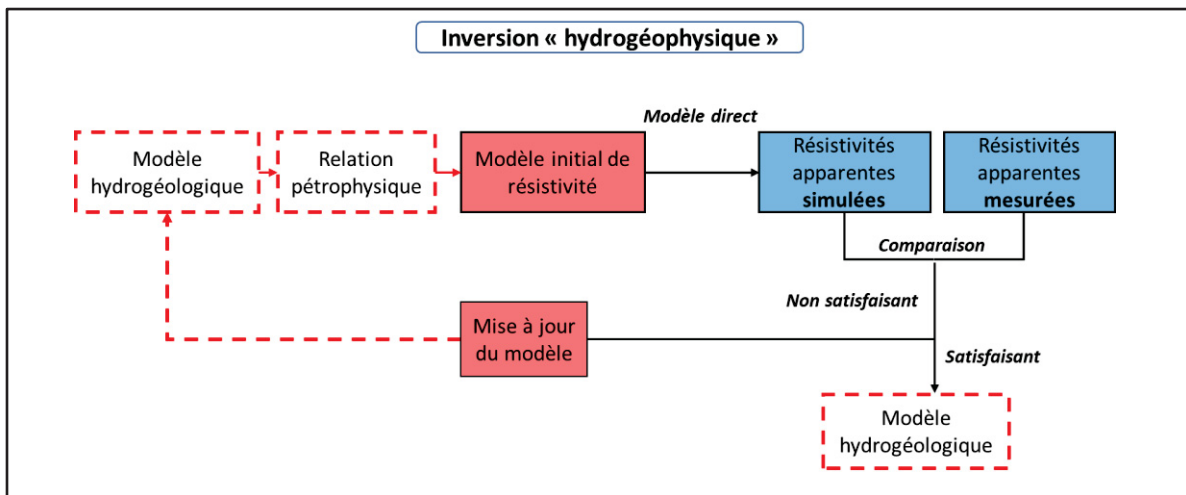 Inversion « hydrogéophysique »
Modèle direct
Modèle
hydrogéologique
Relation
pétrophysique
Modèle initial de
résistivité
Résistivités
apparentes
simulées
Résistivités
apparentes
mesurées
Comparaison
Non satisfaisant
Mise à jour
du modèle
Satisfaisant
Modèle
hydrogéologique